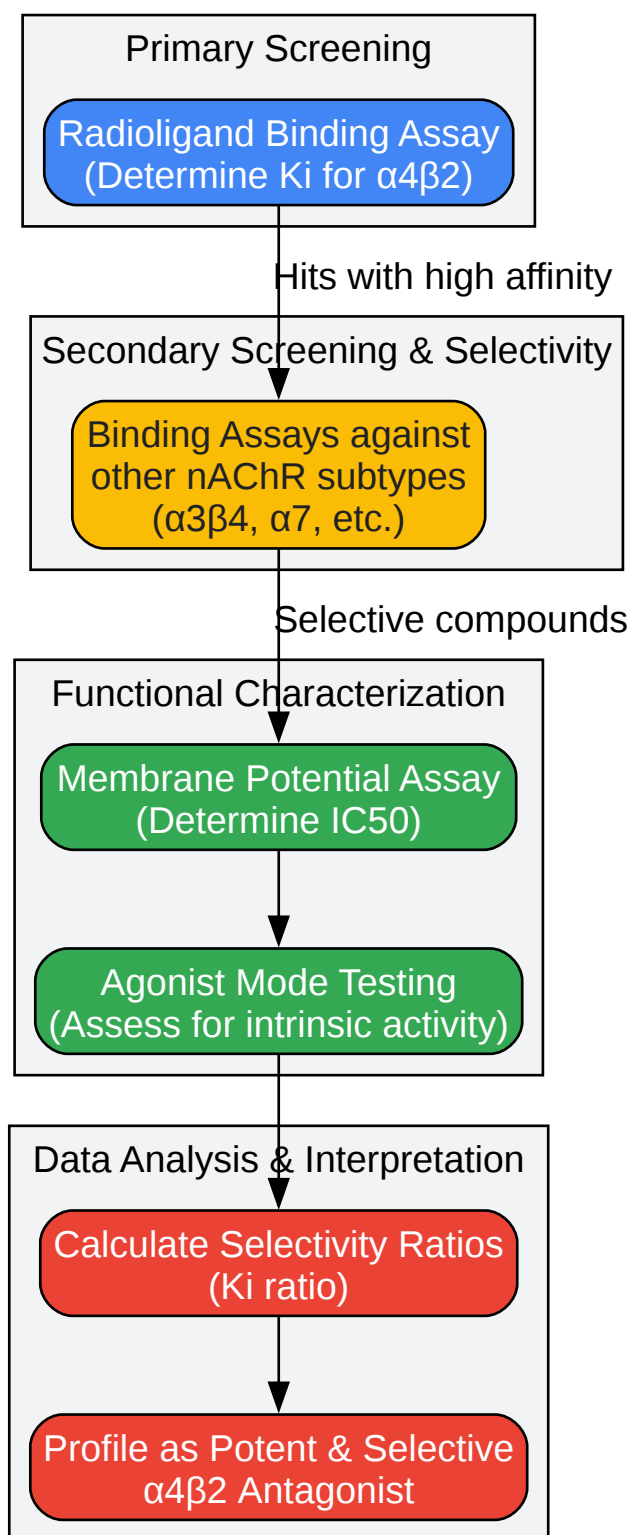 Primary Screening
Radioligand Binding Assay
(Determine Ki for α4β2)
Hits with high affinity
Secondary Screening & Selectivity
Binding Assays against
other nAChR subtypes
(α3β4, α7, etc.)
Selective compounds
Functional Characterization
Membrane Potential Assay
(Determine IC50)
Agonist Mode Testing
(Assess for intrinsic activity)
Data Analysis & Interpretation
Calculate Selectivity Ratios
(Ki ratio)
Profile as Potent & Selective
α4β2 Antagonist